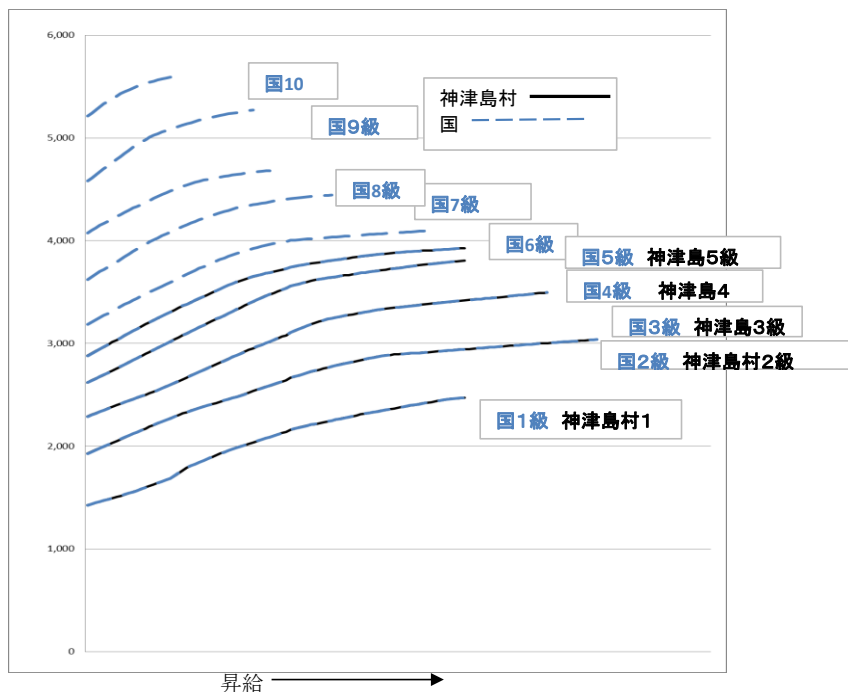 6,000
国10
神津島村
国
5,000
国9級
国8級
国7級
4,000
国6級
国5級 神津島5級
国4級 神津島4
国3級 神津島3級
3,000
国2級 神津島村2級
国1級 神津島村1
2,000
1,000
0
昇給